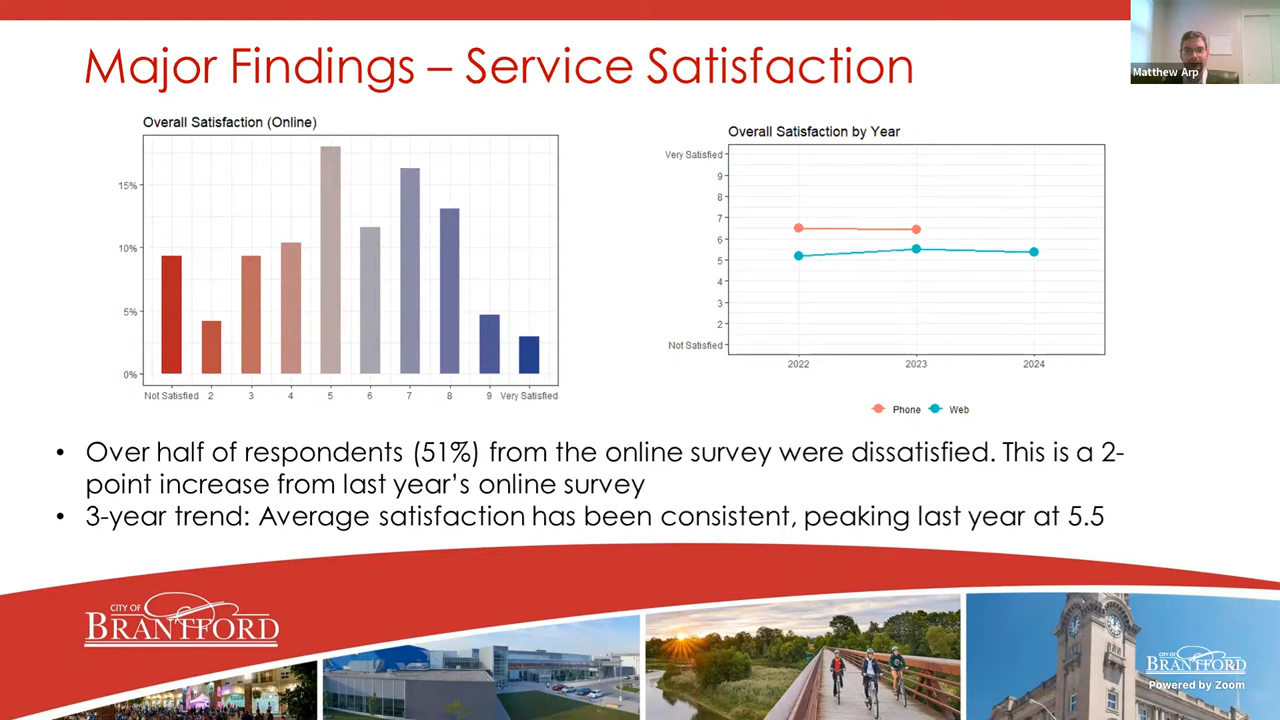 Major Findings – Service Satisfaction
Matthew Arp
Overall Satisfaction (Online)
15%
10%
5%
0%
Not Satisfied 2 3 4 5 6 7 8 9 Very Satisfied
Overall Satisfaction by Year
Very Satisfied
9
8
7
6
5
4
3
2
Not Satisfied
2022 2023 2024
Phone Web
• Over half of respondents (51%) from the online survey were dissatisfied. This is a 2-
point increase from last year’s online survey
• 3-year trend: Average satisfaction has been consistent, peaking last year at 5.5
CITY OF
BRANTFORD
CITY OF
BRANTFORD
Powered by Zoom